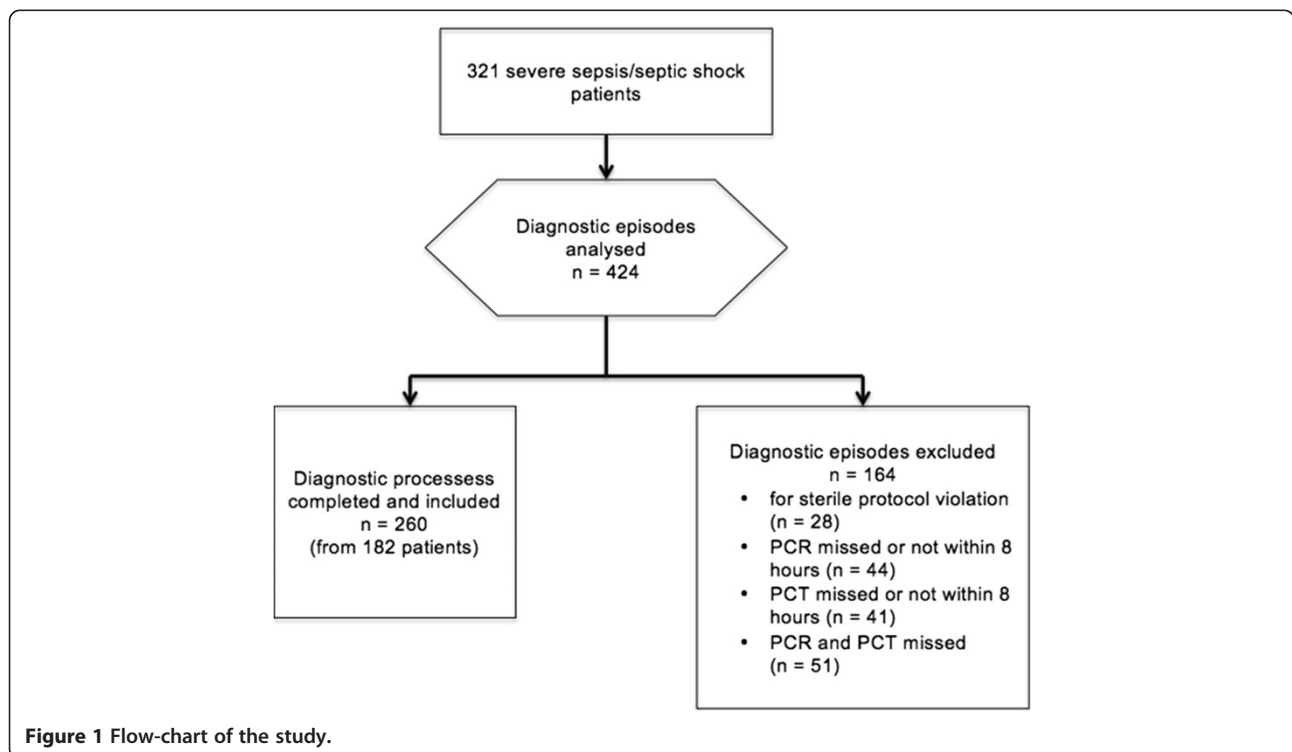 321 severe sepsis/septic shock
patients
Diagnostic episodes
analysed
n = 424
Diagnostic processess
completed and included
n = 260
(from 182 patients)
Diagnostic episodes excluded
n = 164
• for sterile protocol violation
(n = 28)
• PCR missed or not within 8
hours (n = 44)
• PCT missed or not within 8
hours (n = 41)
• PCR and PCT missed
(n = 51)
Figure 1 Flow-chart of the study.